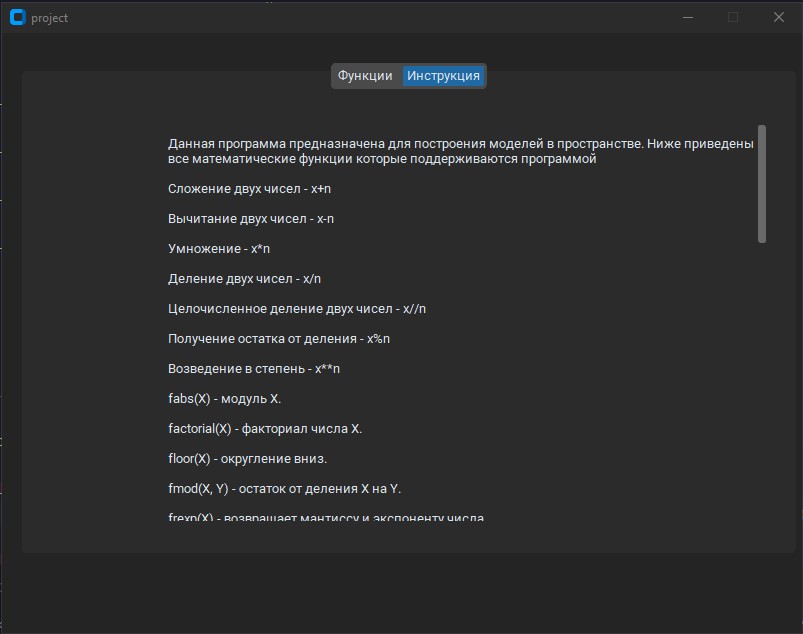 project
Функции Инструкция
Данная программа предназначена для построения моделей в пространстве. Ниже приведены
все математические функции которые поддерживаются программой
Сложение двух чисел - x+n
Вычитание двух чисел - x-n
Умножение - x*n
Деление двух чисел - x/n
Целочисленное деление двух чисел - x//n
Получение остатка от деления - x%n
Возведение в степень - x**n
fabs(X) - модуль X.
factorial(X) - факториал числа X.
floor(X) - округление вниз.
fmod(X, Y) - остаток от деления X на Y.
frexp(X) - возвращает мантиссу и экспоненту числа